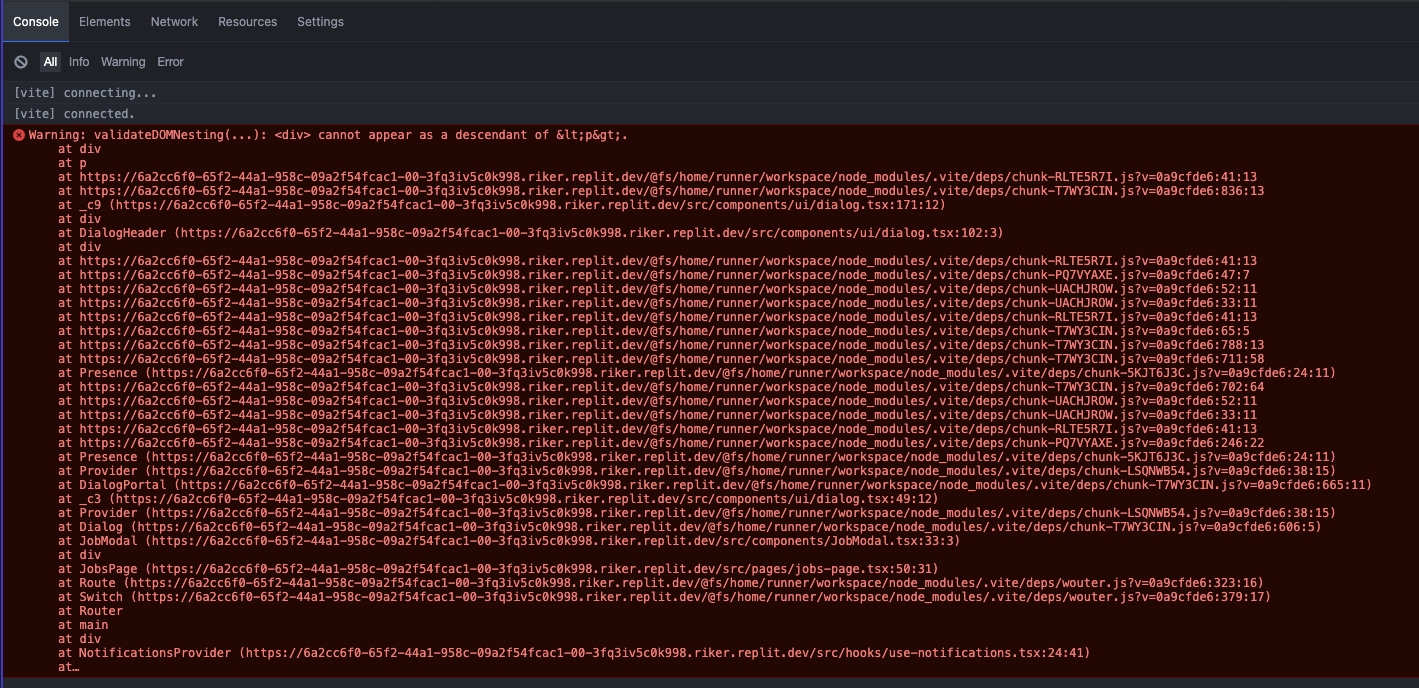 Console Elements Network Resources Settings
All Info Warning Error
[vite] connecting...
[vite] connected.
Warning: validateDOMNesting(...): <div> cannot appear as a descendant of &lt;p&gt;.
at div
at p
at https://6a2cc6f0-65f2-44a1-958c-09a2f54fcac1-00-3fq3iv5c0k998.riker.replit.dev/@fs/home/runner/workspace/node_modules/.vite/deps/chunk-RLTE5R7I.js?v=0a9cfde6:41:13
at https://6a2cc6f0-65f2-44a1-958c-09a2f54fcac1-00-3fq3iv5c0k998.riker.replit.dev/@fs/home/runner/workspace/node_modules/.vite/deps/chunk-T7WY3CIN.js?v=0a9cfde6:836:13
at _c9 (https://6a2cc6f0-65f2-44a1-958c-09a2f54fcac1-00-3fq3iv5c0k998.riker.replit.dev/src/components/ui/dialog.tsx:171:12)
at div
at DialogHeader (https://6a2cc6f0-65f2-44a1-958c-09a2f54fcac1-00-3fq3iv5c0k998.riker.replit.dev/src/components/ui/dialog.tsx:102:3)
at div
at https://6a2cc6f0-65f2-44a1-958c-09a2f54fcac1-00-3fq3iv5c0k998.riker.replit.dev/@fs/home/runner/workspace/node_modules/.vite/deps/chunk-RLTE5R7I.js?v=0a9cfde6:41:13
at https://6a2cc6f0-65f2-44a1-958c-09a2f54fcac1-00-3fq3iv5c0k998.riker.replit.dev/@fs/home/runner/workspace/node_modules/.vite/deps/chunk-PQ7VYAXE.js?v=0a9cfde6:47:7
at https://6a2cc6f0-65f2-44a1-958c-09a2f54fcac1-00-3fq3iv5c0k998.riker.replit.dev/@fs/home/runner/workspace/node_modules/.vite/deps/chunk-UACHJROW.js?v=0a9cfde6:52:11
at https://6a2cc6f0-65f2-44a1-958c-09a2f54fcac1-00-3fq3iv5c0k998.riker.replit.dev/@fs/home/runner/workspace/node_modules/.vite/deps/chunk-UACHJROW.js?v=0a9cfde6:33:11
at https://6a2cc6f0-65f2-44a1-958c-09a2f54fcac1-00-3fq3iv5c0k998.riker.replit.dev/@fs/home/runner/workspace/node_modules/.vite/deps/chunk-RLTE5R7I.js?v=0a9cfde6:41:13
at https://6a2cc6f0-65f2-44a1-958c-09a2f54fcac1-00-3fq3iv5c0k998.riker.replit.dev/@fs/home/runner/workspace/node_modules/.vite/deps/chunk-T7WY3CIN.js?v=0a9cfde6:65:5
at https://6a2cc6f0-65f2-44a1-958c-09a2f54fcac1-00-3fq3iv5c0k998.riker.replit.dev/@fs/home/runner/workspace/node_modules/.vite/deps/chunk-T7WY3CIN.js?v=0a9cfde6:788:13
at https://6a2cc6f0-65f2-44a1-958c-09a2f54fcac1-00-3fq3iv5c0k998.riker.replit.dev/@fs/home/runner/workspace/node_modules/.vite/deps/chunk-T7WY3CIN.js?v=0a9cfde6:711:58
at Presence (https://6a2cc6f0-65f2-44a1-958c-09a2f54fcac1-00-3fq3iv5c0k998.riker.replit.dev/@fs/home/runner/workspace/node_modules/.vite/deps/chunk-5KJT6J3C.js?v=0a9cfde6:24:11)
at https://6a2cc6f0-65f2-44a1-958c-09a2f54fcac1-00-3fq3iv5c0k998.riker.replit.dev/@fs/home/runner/workspace/node_modules/.vite/deps/chunk-T7WY3CIN.js?v=0a9cfde6:702:64
at https://6a2cc6f0-65f2-44a1-958c-09a2f54fcac1-00-3fq3iv5c0k998.riker.replit.dev/@fs/home/runner/workspace/node_modules/.vite/deps/chunk-UACHJROW.js?v=0a9cfde6:52:11
at https://6a2cc6f0-65f2-44a1-958c-09a2f54fcac1-00-3fq3iv5c0k998.riker.replit.dev/@fs/home/runner/workspace/node_modules/.vite/deps/chunk-UACHJROW.js?v=0a9cfde6:33:11
at https://6a2cc6f0-65f2-44a1-958c-09a2f54fcac1-00-3fq3iv5c0k998.riker.replit.dev/@fs/home/runner/workspace/node_modules/.vite/deps/chunk-RLTE5R7I.js?v=0a9cfde6:41:13
at https://6a2cc6f0-65f2-44a1-958c-09a2f54fcac1-00-3fq3iv5c0k998.riker.replit.dev/@fs/home/runner/workspace/node_modules/.vite/deps/chunk-PQ7VYAXE.js?v=0a9cfde6:246:22
at Presence (https://6a2cc6f0-65f2-44a1-958c-09a2f54fcac1-00-3fq3iv5c0k998.riker.replit.dev/@fs/home/runner/workspace/node_modules/.vite/deps/chunk-5KJT6J3C.js?v=0a9cfde6:24:11)
at Provider (https://6a2cc6f0-65f2-44a1-958c-09a2f54fcac1-00-3fq3iv5c0k998.riker.replit.dev/@fs/home/runner/workspace/node_modules/.vite/deps/chunk-LSQNWB54.js?v=0a9cfde6:38:15)
at DialogPortal (https://6a2cc6f0-65f2-44a1-958c-09a2f54fcac1-00-3fq3iv5c0k998.riker.replit.dev/@fs/home/runner/workspace/node_modules/.vite/deps/chunk-T7WY3CIN.js?v=0a9cfde6:665:11)
at _c3 (https://6a2cc6f0-65f2-44a1-958c-09a2f54fcac1-00-3fq3iv5c0k998.riker.replit.dev/src/components/ui/dialog.tsx:49:12)
at Provider (https://6a2cc6f0-65f2-44a1-958c-09a2f54fcac1-00-3fq3iv5c0k998.riker.replit.dev/@fs/home/runner/workspace/node_modules/.vite/deps/chunk-LSQNWB54.js?v=0a9cfde6:38:15)
at Dialog (https://6a2cc6f0-65f2-44a1-958c-09a2f54fcac1-00-3fq3iv5c0k998.riker.replit.dev/@fs/home/runner/workspace/node_modules/.vite/deps/chunk-T7WY3CIN.js?v=0a9cfde6:606:5)
at JobModal (https://6a2cc6f0-65f2-44a1-958c-09a2f54fcac1-00-3fq3iv5c0k998.riker.replit.dev/src/components/JobModal.tsx:33:3)
at div
at JobsPage (https://6a2cc6f0-65f2-44a1-958c-09a2f54fcac1-00-3fq3iv5c0k998.riker.replit.dev/src/pages/jobs-page.tsx:50:31)
at Route (https://6a2cc6f0-65f2-44a1-958c-09a2f54fcac1-00-3fq3iv5c0k998.riker.replit.dev/@fs/home/runner/workspace/node_modules/.vite/deps/wouter.js?v=0a9cfde6:323:16)
at Switch (https://6a2cc6f0-65f2-44a1-958c-09a2f54fcac1-00-3fq3iv5c0k998.riker.replit.dev/@fs/home/runner/workspace/node_modules/.vite/deps/wouter.js?v=0a9cfde6:379:17)
at Router
at main
at div
at NotificationsProvider (https://6a2cc6f0-65f2-44a1-958c-09a2f54fcac1-00-3fq3iv5c0k998.riker.replit.dev/src/hooks/use-notifications.tsx:24:41)
at…